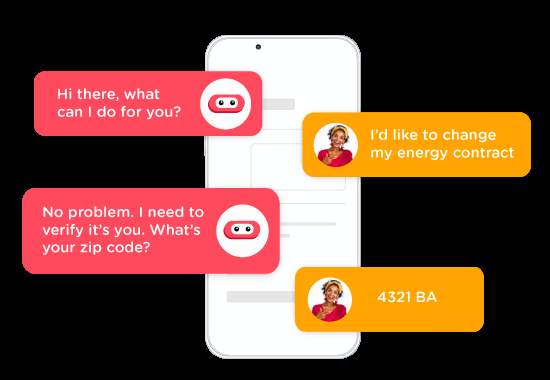 Hi there, what
can I do for you?
I'd like to change
my energy contract
No problem. I need to
verify it's you. What's
your zip code?
4321 BA